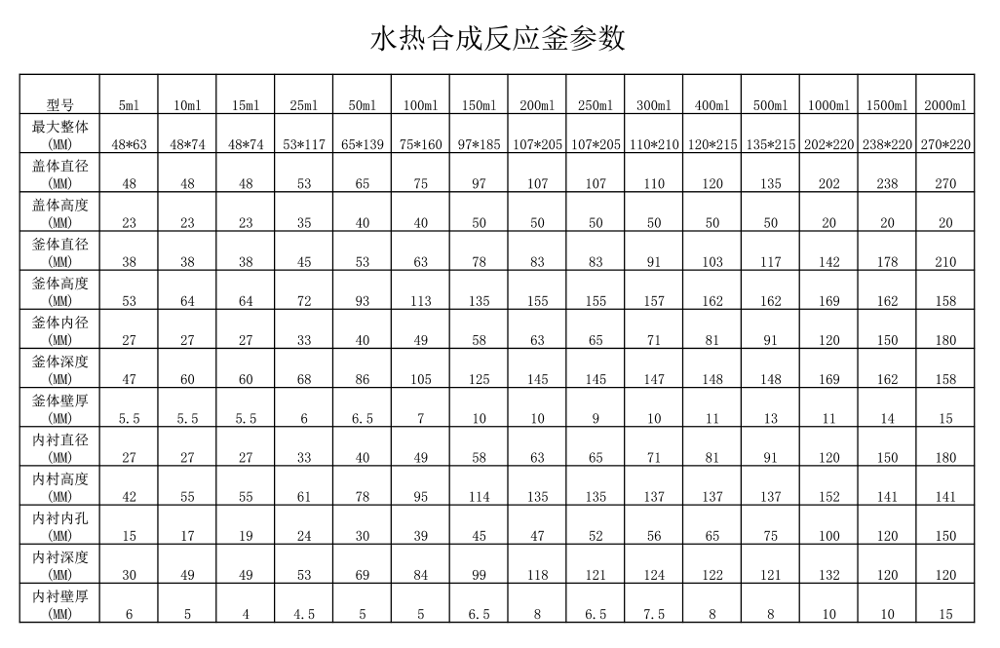 水热合成反应釜参数
型号 5ml 10ml 15ml 25ml 50ml 100ml 150ml 200ml 250ml 300ml 400ml 500ml 1000ml 1500ml 2000ml
最大整体
(MM) 48*63 48*74 48*74 53*117 65*139 75*160 97*185 107*205 107*205 110*210 120*215 135*215 202*220 238*220 270*220
盖体直径
(MM) 48 48 48 53 65 75 97 107 107 110 120 135 202 238 270
盖体高度
(MM) 23 23 23 35 40 40 50 50 50 50 50 50 20 20 20
釜体直径
(MM) 38 38 38 45 53 63 78 83 83 91 103 117 142 178 210
釜体高度
(MM) 53 64 64 72 93 113 135 155 155 157 162 162 169 162 158
釜体内径
(MM) 27 27 27 33 40 49 58 63 65 71 81 91 120 150 180
釜体深度
(MM) 47 60 60 68 86 105 125 145 145 147 148 148 169 162 158
釜体壁厚
(MM) 5.5 5.5 5.5 6 6.5 7 10 10 9 10 11 13 11 14 15
内衬直径
(MM) 27 27 27 33 40 49 58 63 65 71 81 91 120 150 180
内村高度
(MM) 42 55 55 61 78 95 114 135 135 137 137 137 152 141 141
内衬内孔
(MM) 15 17 19 24 30 39 45 47 52 56 65 75 100 120 150
内衬深度
(MM) 30 49 49 53 69 84 99 118 121 124 122 121 132 120 120
内衬壁厚
(MM) 6 5 4 4.5 5 5 6.5 8 6.5 7.5 8 8 10 10 15